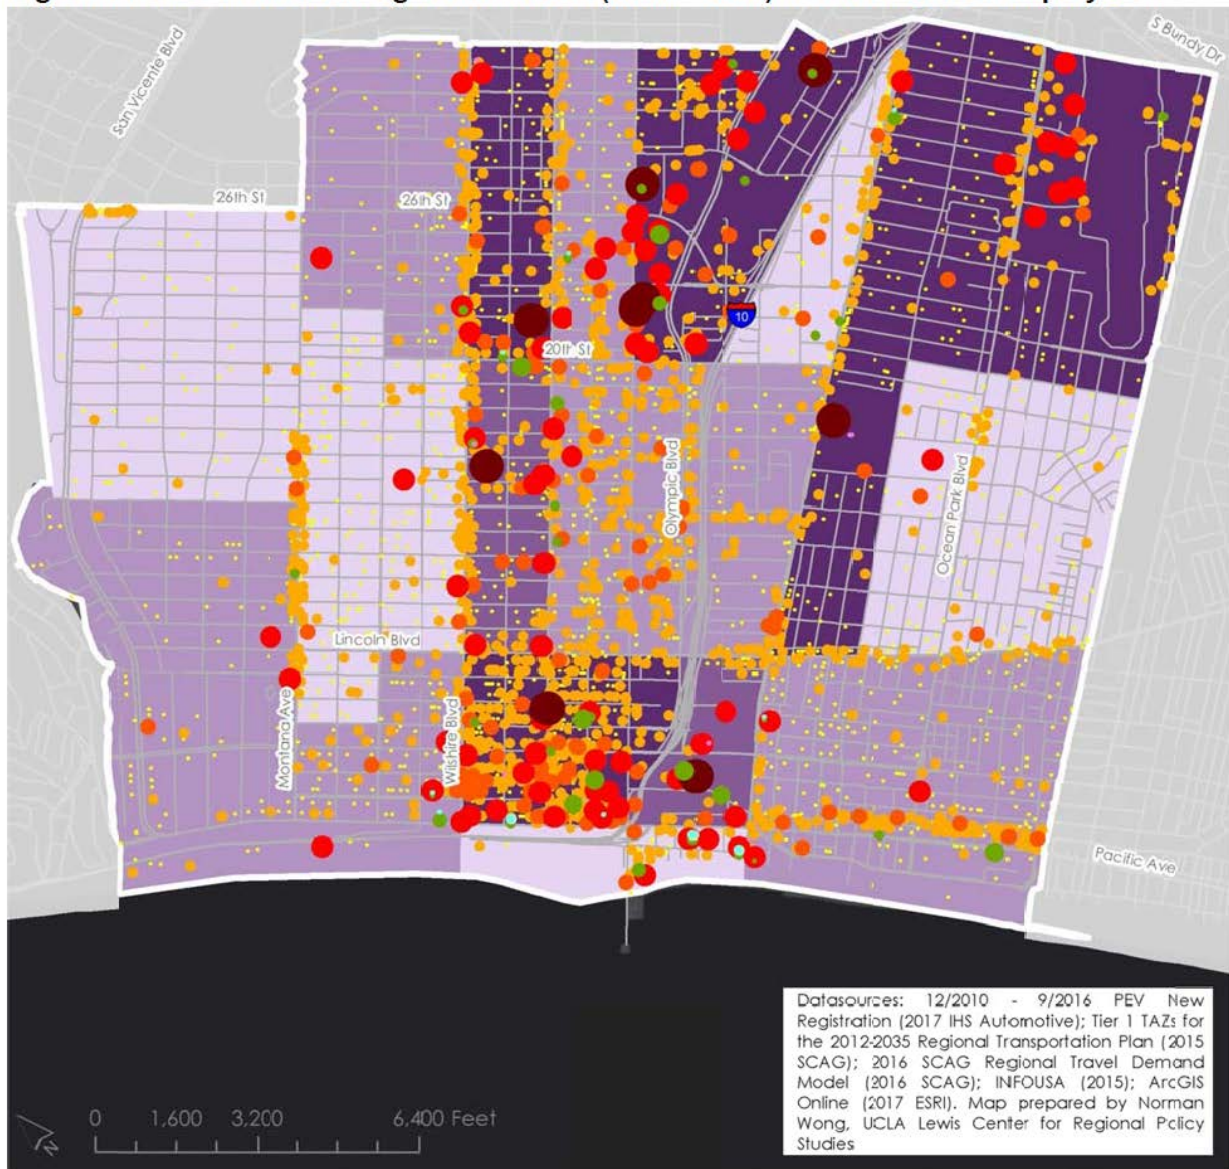 San Vicente Blvd
S Bundy Dr
26th St
26th St
10
20th St
Olympic Blvd
Ocean Park Blvd
Lincoln Blvd
Montana Ave
Wilshire Blvd
Pacific Ave
Datasources: 12/2010 - 9/2016 PEV New
Registration (2017 IHS Automotive); Tier 1 TAZs for
the 2012-2035 Regional Transportation Plan (2015
SCAG); 2016 SCAG Regional Travel Demand
Model (2016 SCAG); INFOUSA (2015); ArcGIS
Online (2017 ESRI). Map prepared by Norman
Wong, UCLA Lewis Center for Regional Policy
Studies
N
0 1,600 3,200 6,400 Feet